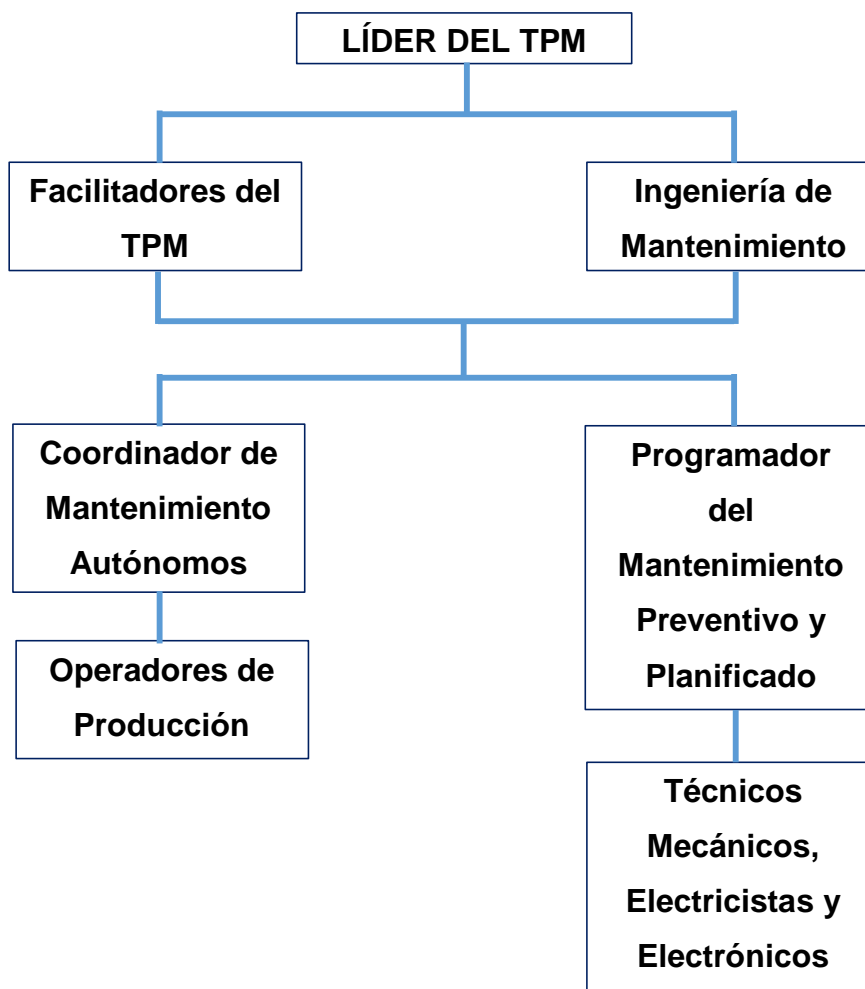 LÍDER DEL TPM
Facilitadores del
TPM
Ingeniería de
Mantenimiento
Coordinador de
Mantenimiento
Autónomos
Operadores de
Producción
Programador
del
Mantenimiento
Preventivo y
Planificado
Técnicos
Mecánicos,
Electricistas y
Electrónicos